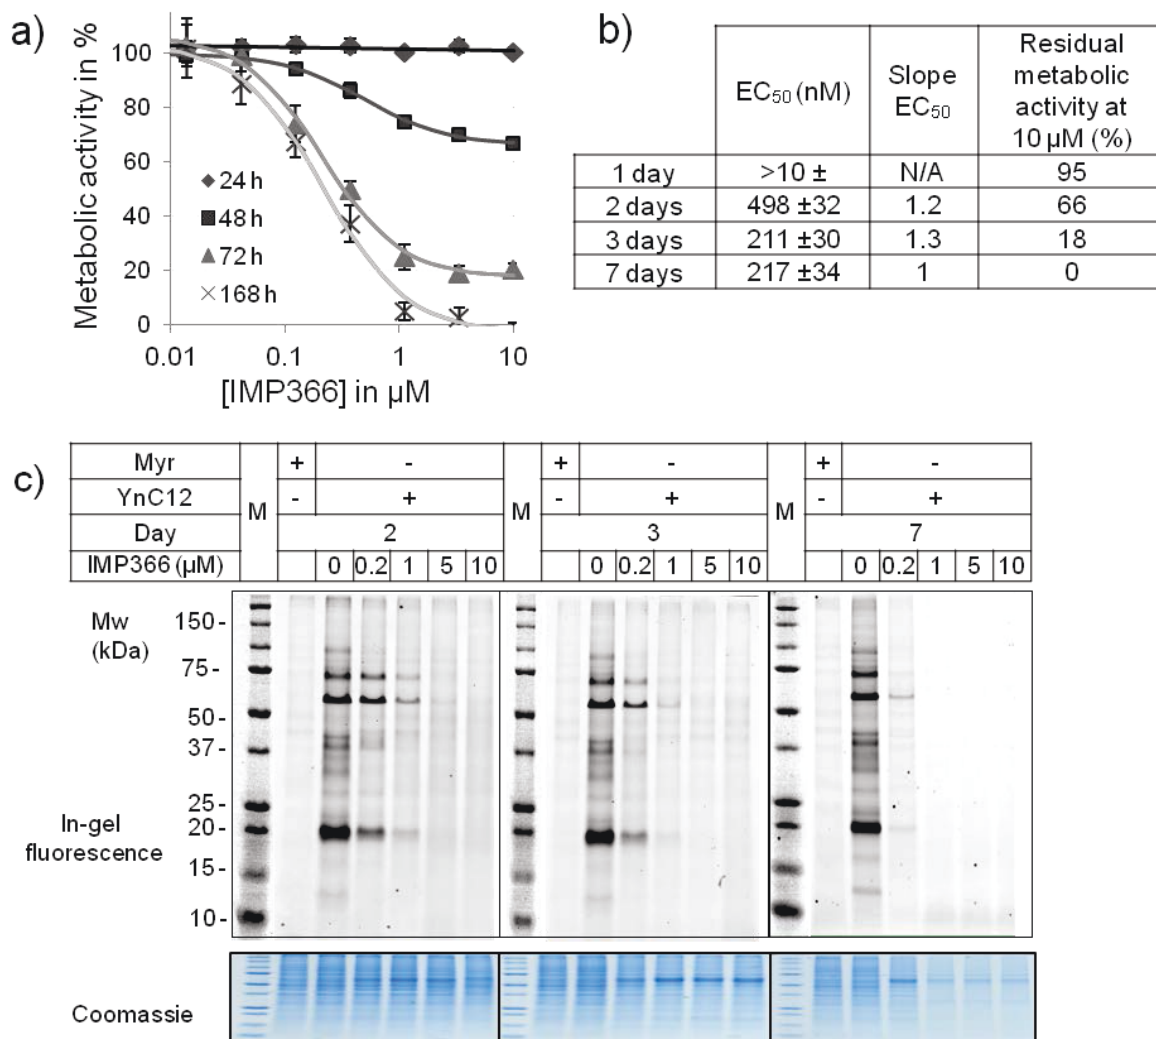 a)
Metabolic activity in %
100
80
60
40
20
0
24 h
48 h
72 h
168 h
0.01 0.1 1 10
[IMP366] in µM
b)
EC50 (nM) Slope EC50 Residual metabolic activity at 10 µM (%)
1 day >10 ± N/A 95
2 days 498 ±32 1.2 66
3 days 211 ±30 1.3 18
7 days 217 ±34 1 0
c)
Myr M + - M + - M + -
YnC12 - + - + - +
Day 2 3 7
IMP366 (µM) 0 0.2 1 5 10 0 0.2 1 5 10 0 0.2 1 5 10
Mw
(kDa)
150 -
75 -
50 -
37 -
25 -
20 -
15 -
10 -
In-gel
fluorescence
Coomassie